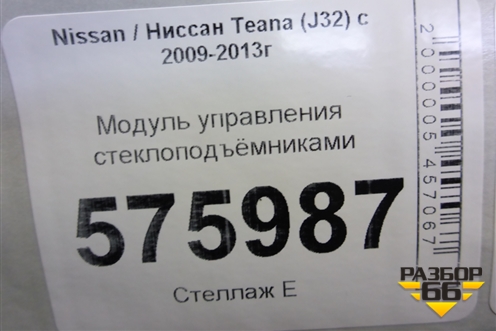 Nissan / Ниссан Teana (J32) с
2009-2013г
Модуль управления
стеклоподъёмниками
575987
Стеллаж Е
2000005457067
РАЗБОР
66